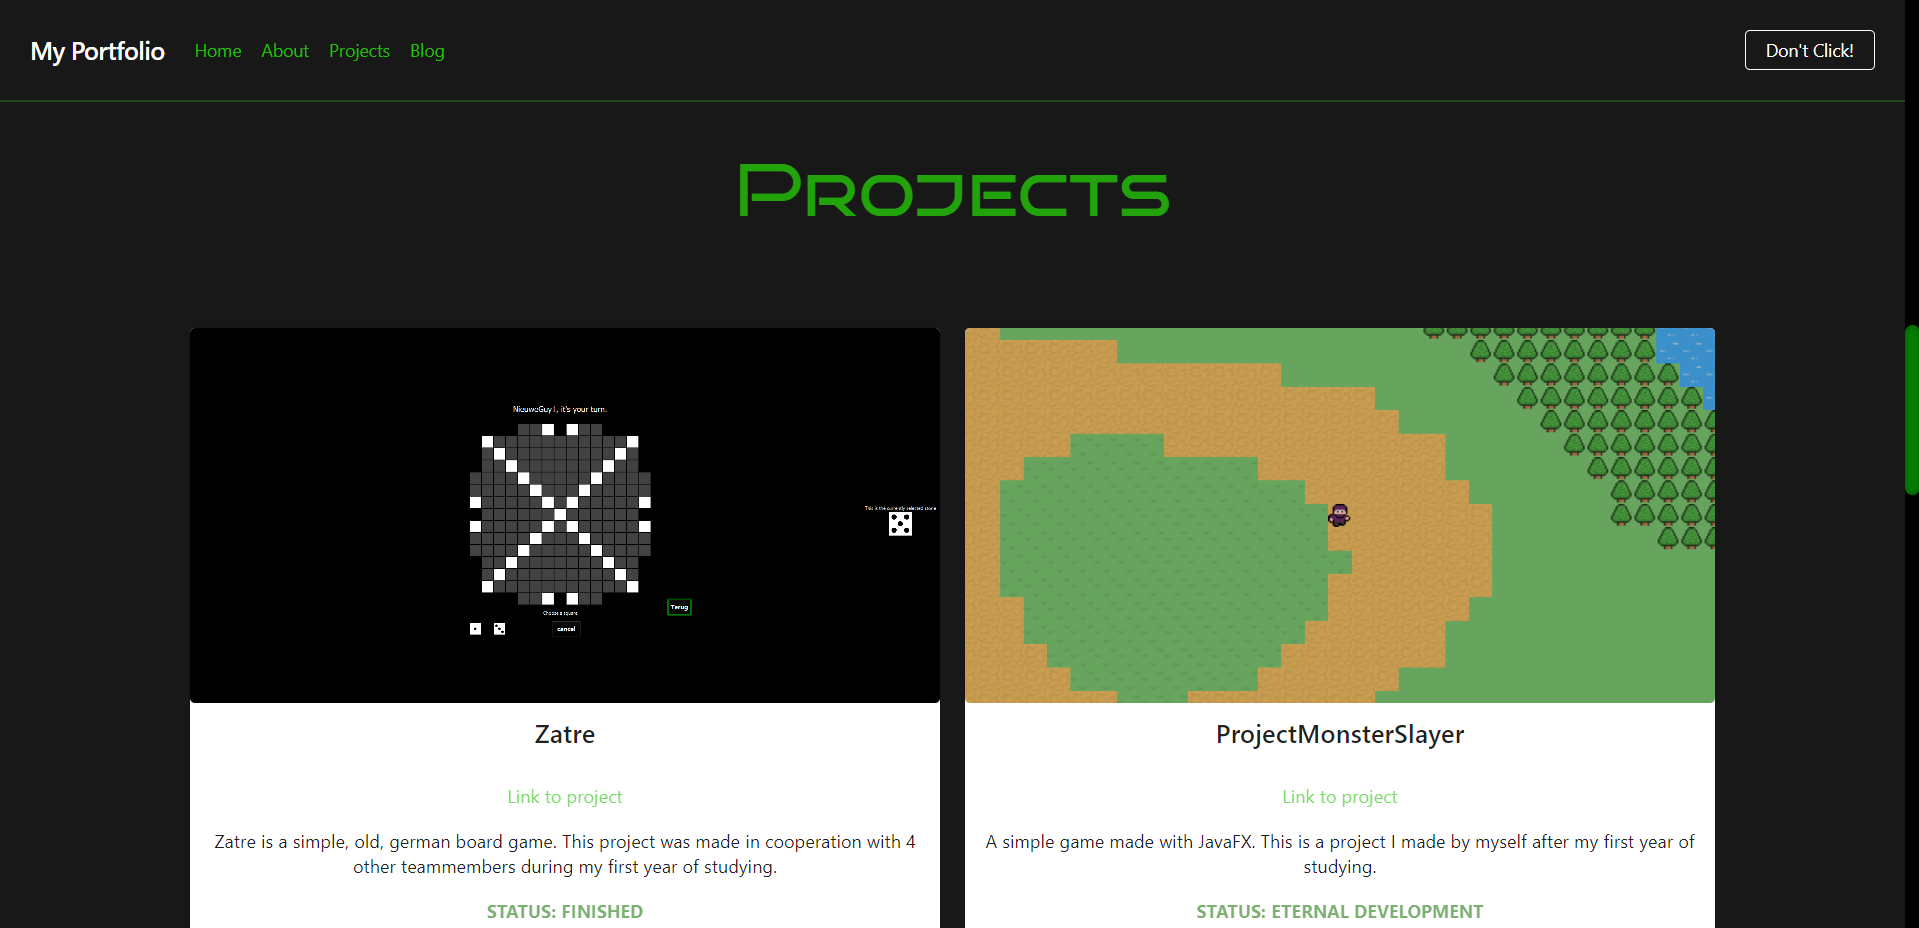 My Portfolio Home About Projects Blog Don't Click!
Projects
NieuweGuy1, it's your turn.
This is the currently selected stone
Terug
Choose a square
cancel
Zatre
Link to project
Zatre is a simple, old, german board game. This project was made in cooperation with 4
other teammembers during my first year of studying.
STATUS: FINISHED
ProjectMonsterSlayer
Link to project
A simple game made with JavaFX. This is a project I made by myself after my first year of
studying.
STATUS: ETERNAL DEVELOPMENT